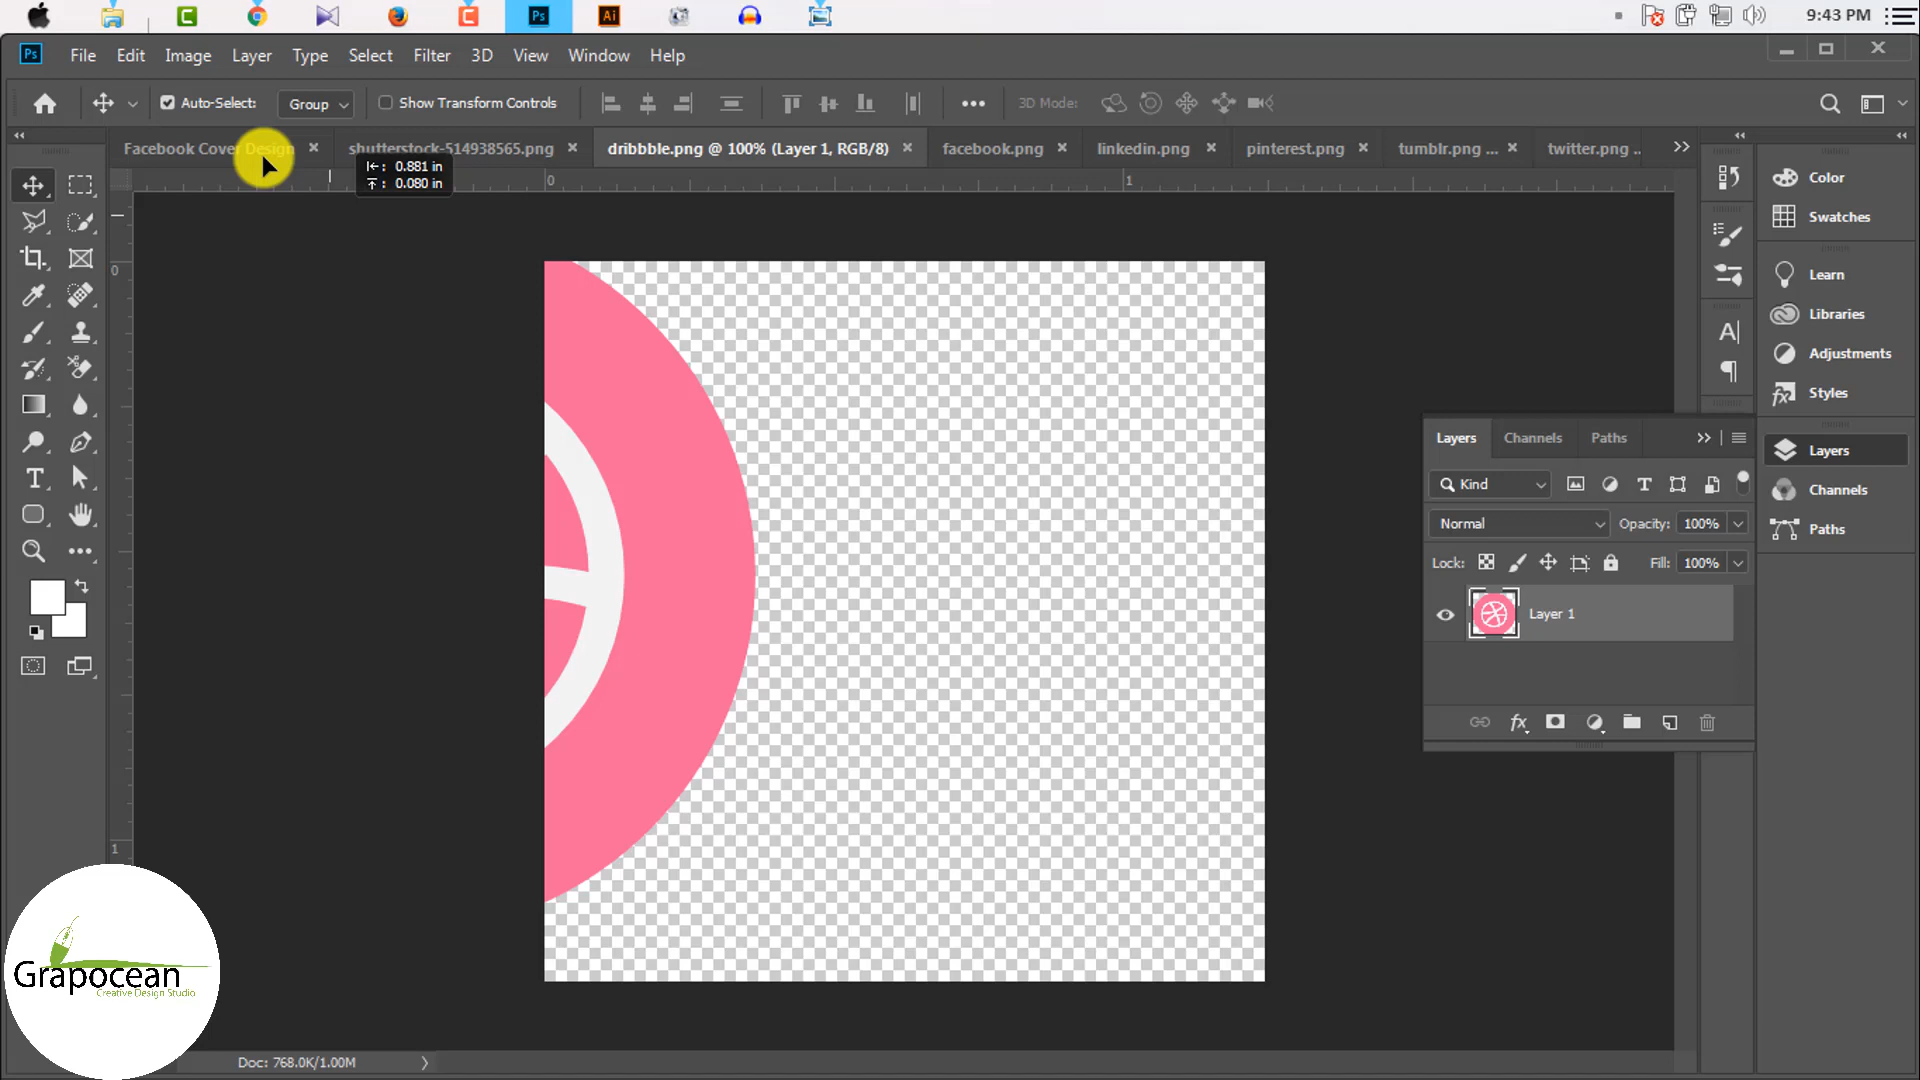 Ps
Ai
9:43 PM
Ps
File Edit Image Layer Type Select Filter 3D View Window Help
Auto-Select:
Group
Show Transform Controls
3D Mode:
Facebook Cover Design
shutterstock-514938565.png
dribbble.png @ 100% (Layer 1, RGB/8)
facebook.png
linkedin.png
pinterest.png
tumblr.png ...
twitter.png ..
0.881 in
0.080 in
0
1
0
1
Color
Swatches
Learn
Libraries
Adjustments
Styles
Layers
Channels
Paths
Layers
Channels
Paths
Kind
Normal
Opacity:
100%
Lock:
Fill:
100%
Layer 1
Grapocean
Creative Design Studio
Doc: 768.0K/1.00M